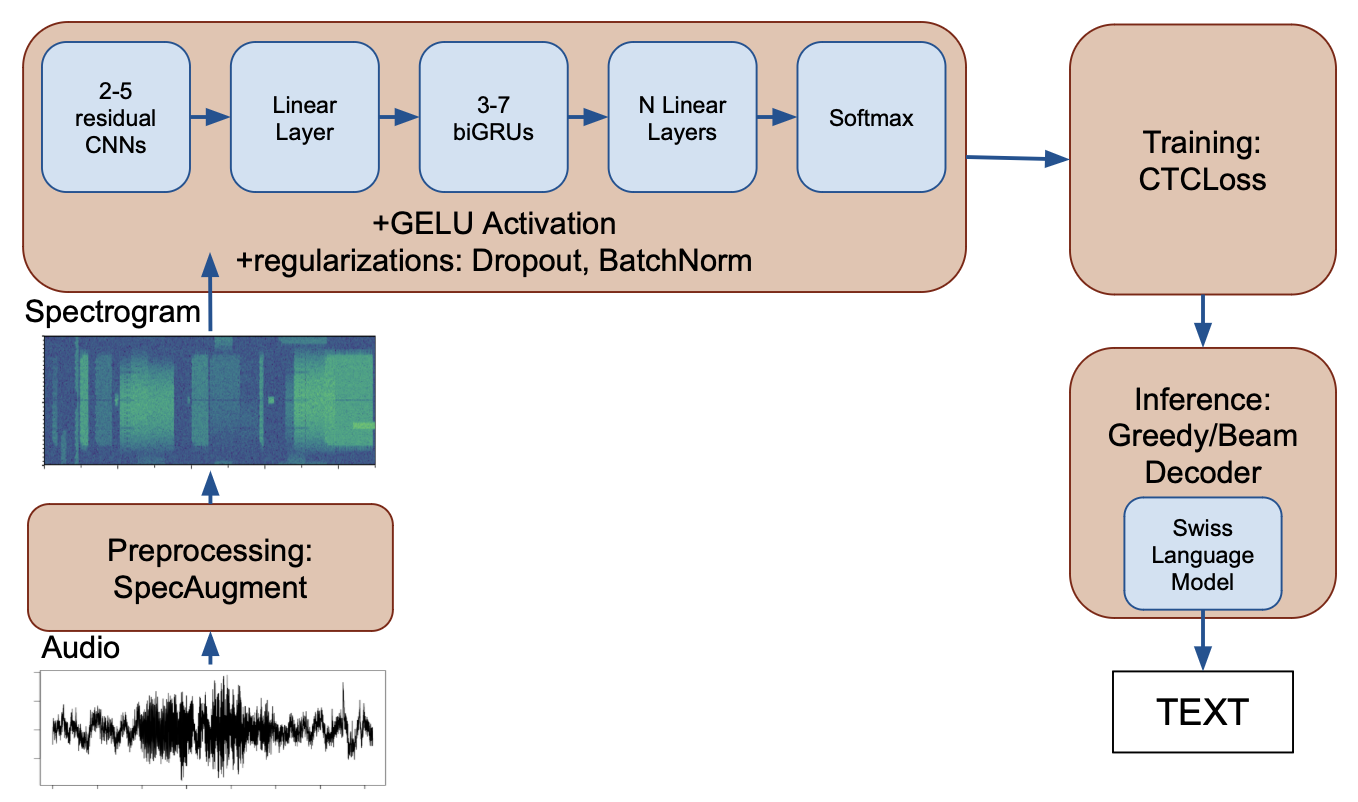 2-5
residual
CNNs
Linear
Layer
3-7
biGRUs
N Linear
Layers
Softmax
+GELU Activation
+regularizations: Dropout, BatchNorm
Training:
CTCLoss
Spectrogram
Inference:
Greedy/Beam
Decoder
Swiss
Language
Model
Preprocessing:
SpecAugment
Audio
TEXT